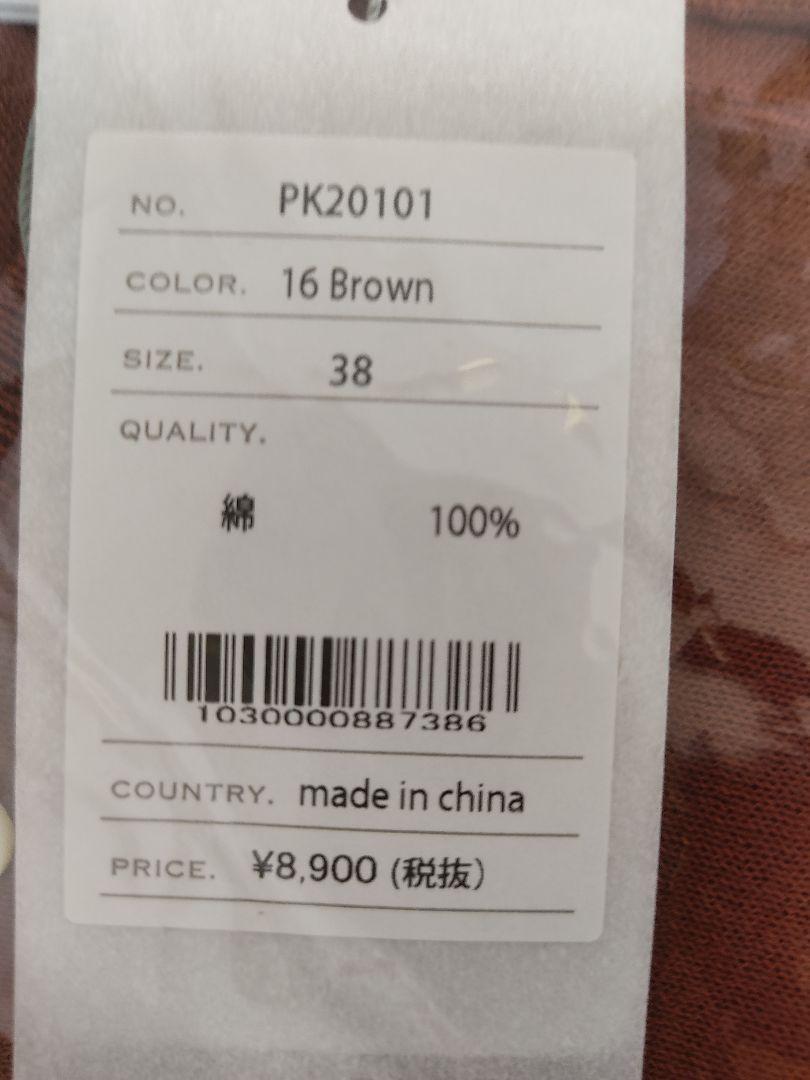 NO. PK20101
COLOR. 16 Brown
SIZE. 38
QUALITY.
綿 100%
1030000887386
COUNTRY. made in china
PRICE. ¥8,900 (税抜)